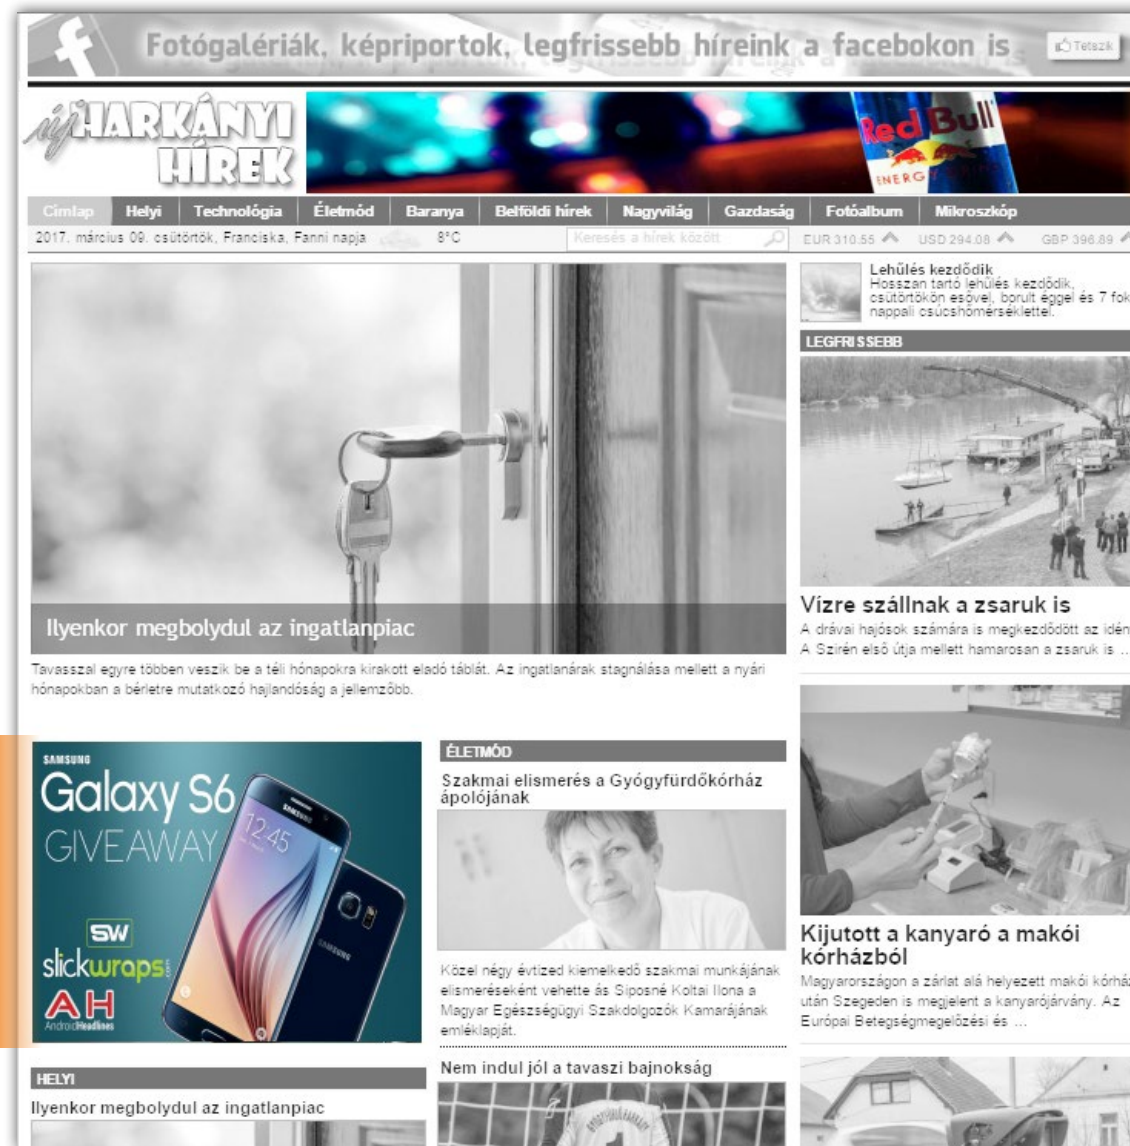 Fotógalériák, képriportok, legfrissebb híreink a facebokon is
Tetszik
új HARKÁNYI
HÍREK
Red Bull
ENERGY DRINK
Címlap Helyi Technológia Életmód Baranya Belföldi hírek Nagyvilág Gazdaság Fotóalbum Mikroszkóp
2017. március 09. csütörtök, Franciska, Fanni napja 8°C Keresés a hírek között EUR 310.55 USD 294.08 GBP 396.89
Lehűlés kezdődik
Hosszan tartó lehűlés kezdődik,
csütörtökön esővel, borult éggel és 7 fok
nappali csúcshőmérséklettel.
LEGFRISSEBB
Ilyenkor megbolydul az ingatlanpiac
Tavasszal egyre többen veszik be a téli hónapokra kirakott eladó táblát. Az ingatlanárak stagnálása mellett a nyári
hónapokban a bérletre mutatkozó hajlandóság a jellemzőbb.
Vízre szállnak a zsaruk is
A drávai hajósok számára is megkezdődött az idén
A Szirén első útja mellett hamarosan a zsaruk is ...
SAMSUNG
Galaxy S6
GIVEAWAY
12:45
SAMSUNG
SAMSUNG
SW
slickwraps.com
AH
AndroidHeadlines
ÉLETMÓD
Szakmai elismerés a Gyógyfürdőkórház
ápolójának
Közel négy évtized kiemelkedő szakmai munkájának
elismeréseként vehette ás Siposné Koltai Ilona a
Magyar Egészségügyi Szakdolgozók Kamarájának
emléklapját.
Nem indul jól a tavaszi bajnokság
1
Kijutott a kanyaró a makói
kórházból
Magyarországon a zárlat alá helyezett makói kórház
után Szegeden is megjelent a kanyarójárvány. Az
Európai Betegségmegelőzési és ...
HELYI
Ilyenkor megbolydul az ingatlanpiac